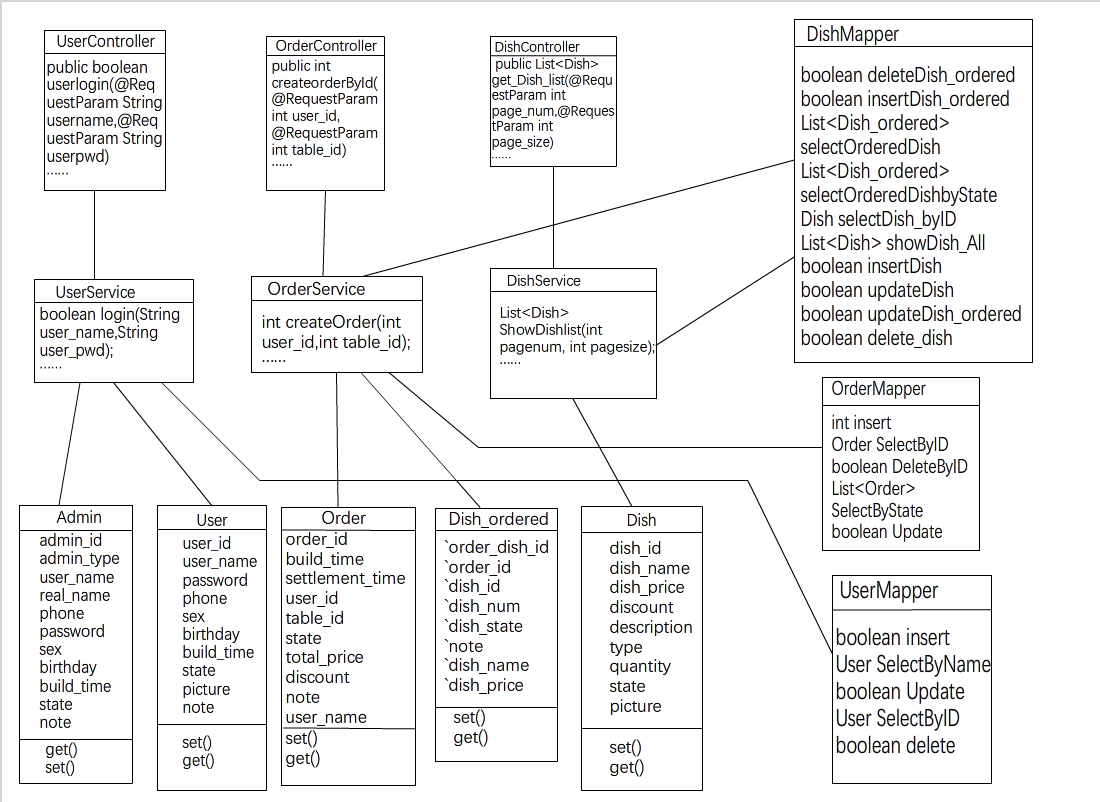 UserController
public boolean
userlogin(@Req
uestParam String
username,@Req
uestParam String
userpwd)
......
OrderController
public int
createorderById(
@RequestParam
int user_id,
@RequestParam
int table_id)
......
DishController
public List<Dish>
get_Dish_list(@Requ
estParam int
page_num,@Reques
tParam int
page_size)
......
DishMapper
boolean deleteDish_ordered
boolean insertDish_ordered
List<Dish_ordered>
selectOrderedDish
List<Dish_ordered>
selectOrderedDishbyState
Dish selectDish_byID
List<Dish> showDish_All
boolean insertDish
boolean updateDish
boolean updateDish_ordered
boolean delete_dish
UserService
boolean login(String
user_name,String
user_pwd);
......
OrderService
int createOrder(int
user_id,int table_id);
......
DishService
List<Dish>
ShowDishlist(int
pagenum, int pagesize);
......
OrderMapper
int insert
Order SelectByID
boolean DeleteByID
List<Order>
SelectByState
boolean Update
Admin
admin_id
admin_type
user_name
real_name
phone
password
sex
birthday
build_time
state
note
get()
set()
User
user_id
user_name
password
phone
sex
birthday
build_time
state
picture
note
set()
get()
Order
order_id
build_time
settlement_time
user_id
table_id
state
total_price
discount
note
user_name
set()
get()
Dish_ordered
`order_dish_id
`order_id
`dish_id
`dish_num
`dish_state
`note
`dish_name
`dish_price
set()
get()
Dish
dish_id
dish_name
dish_price
discount
description
type
quantity
state
picture
set()
get()
UserMapper
boolean insert
User SelectByName
boolean Update
User SelectByID
boolean delete